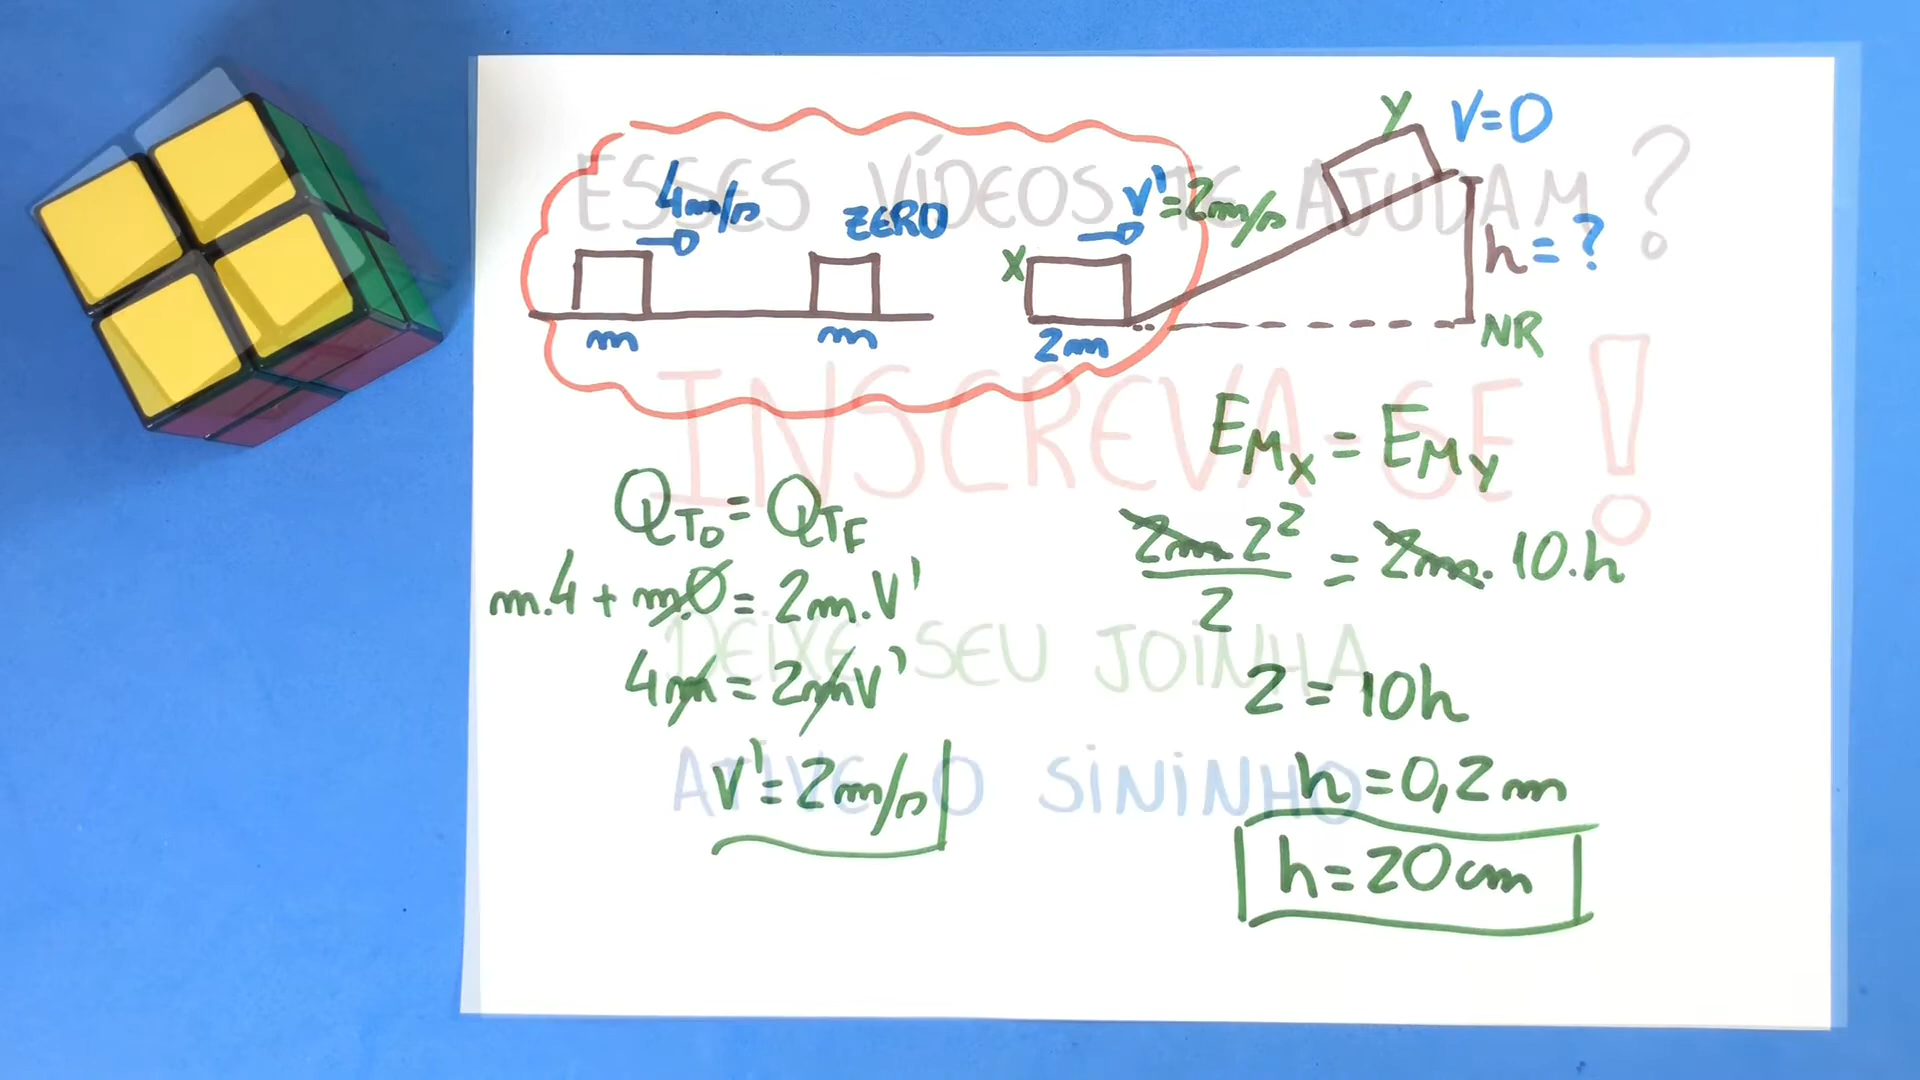 ESSES VÍDEOS TE AJUDAM?
INSCREVA-SE!
DEIXE SEU JOINHA
ATIVE O SININHO
4m/s
ZERO
V'=2m/s
Y
V=0
X
h=?
m
m
2m
NR
QTo = QTF
m.4 + m.0 = 2m.V'
4m = 2mV'
V' = 2m/s
EMX = EMY
2m 2² / 2 = 2m. 10.h
2 = 10h
h = 0,2m
h = 20cm